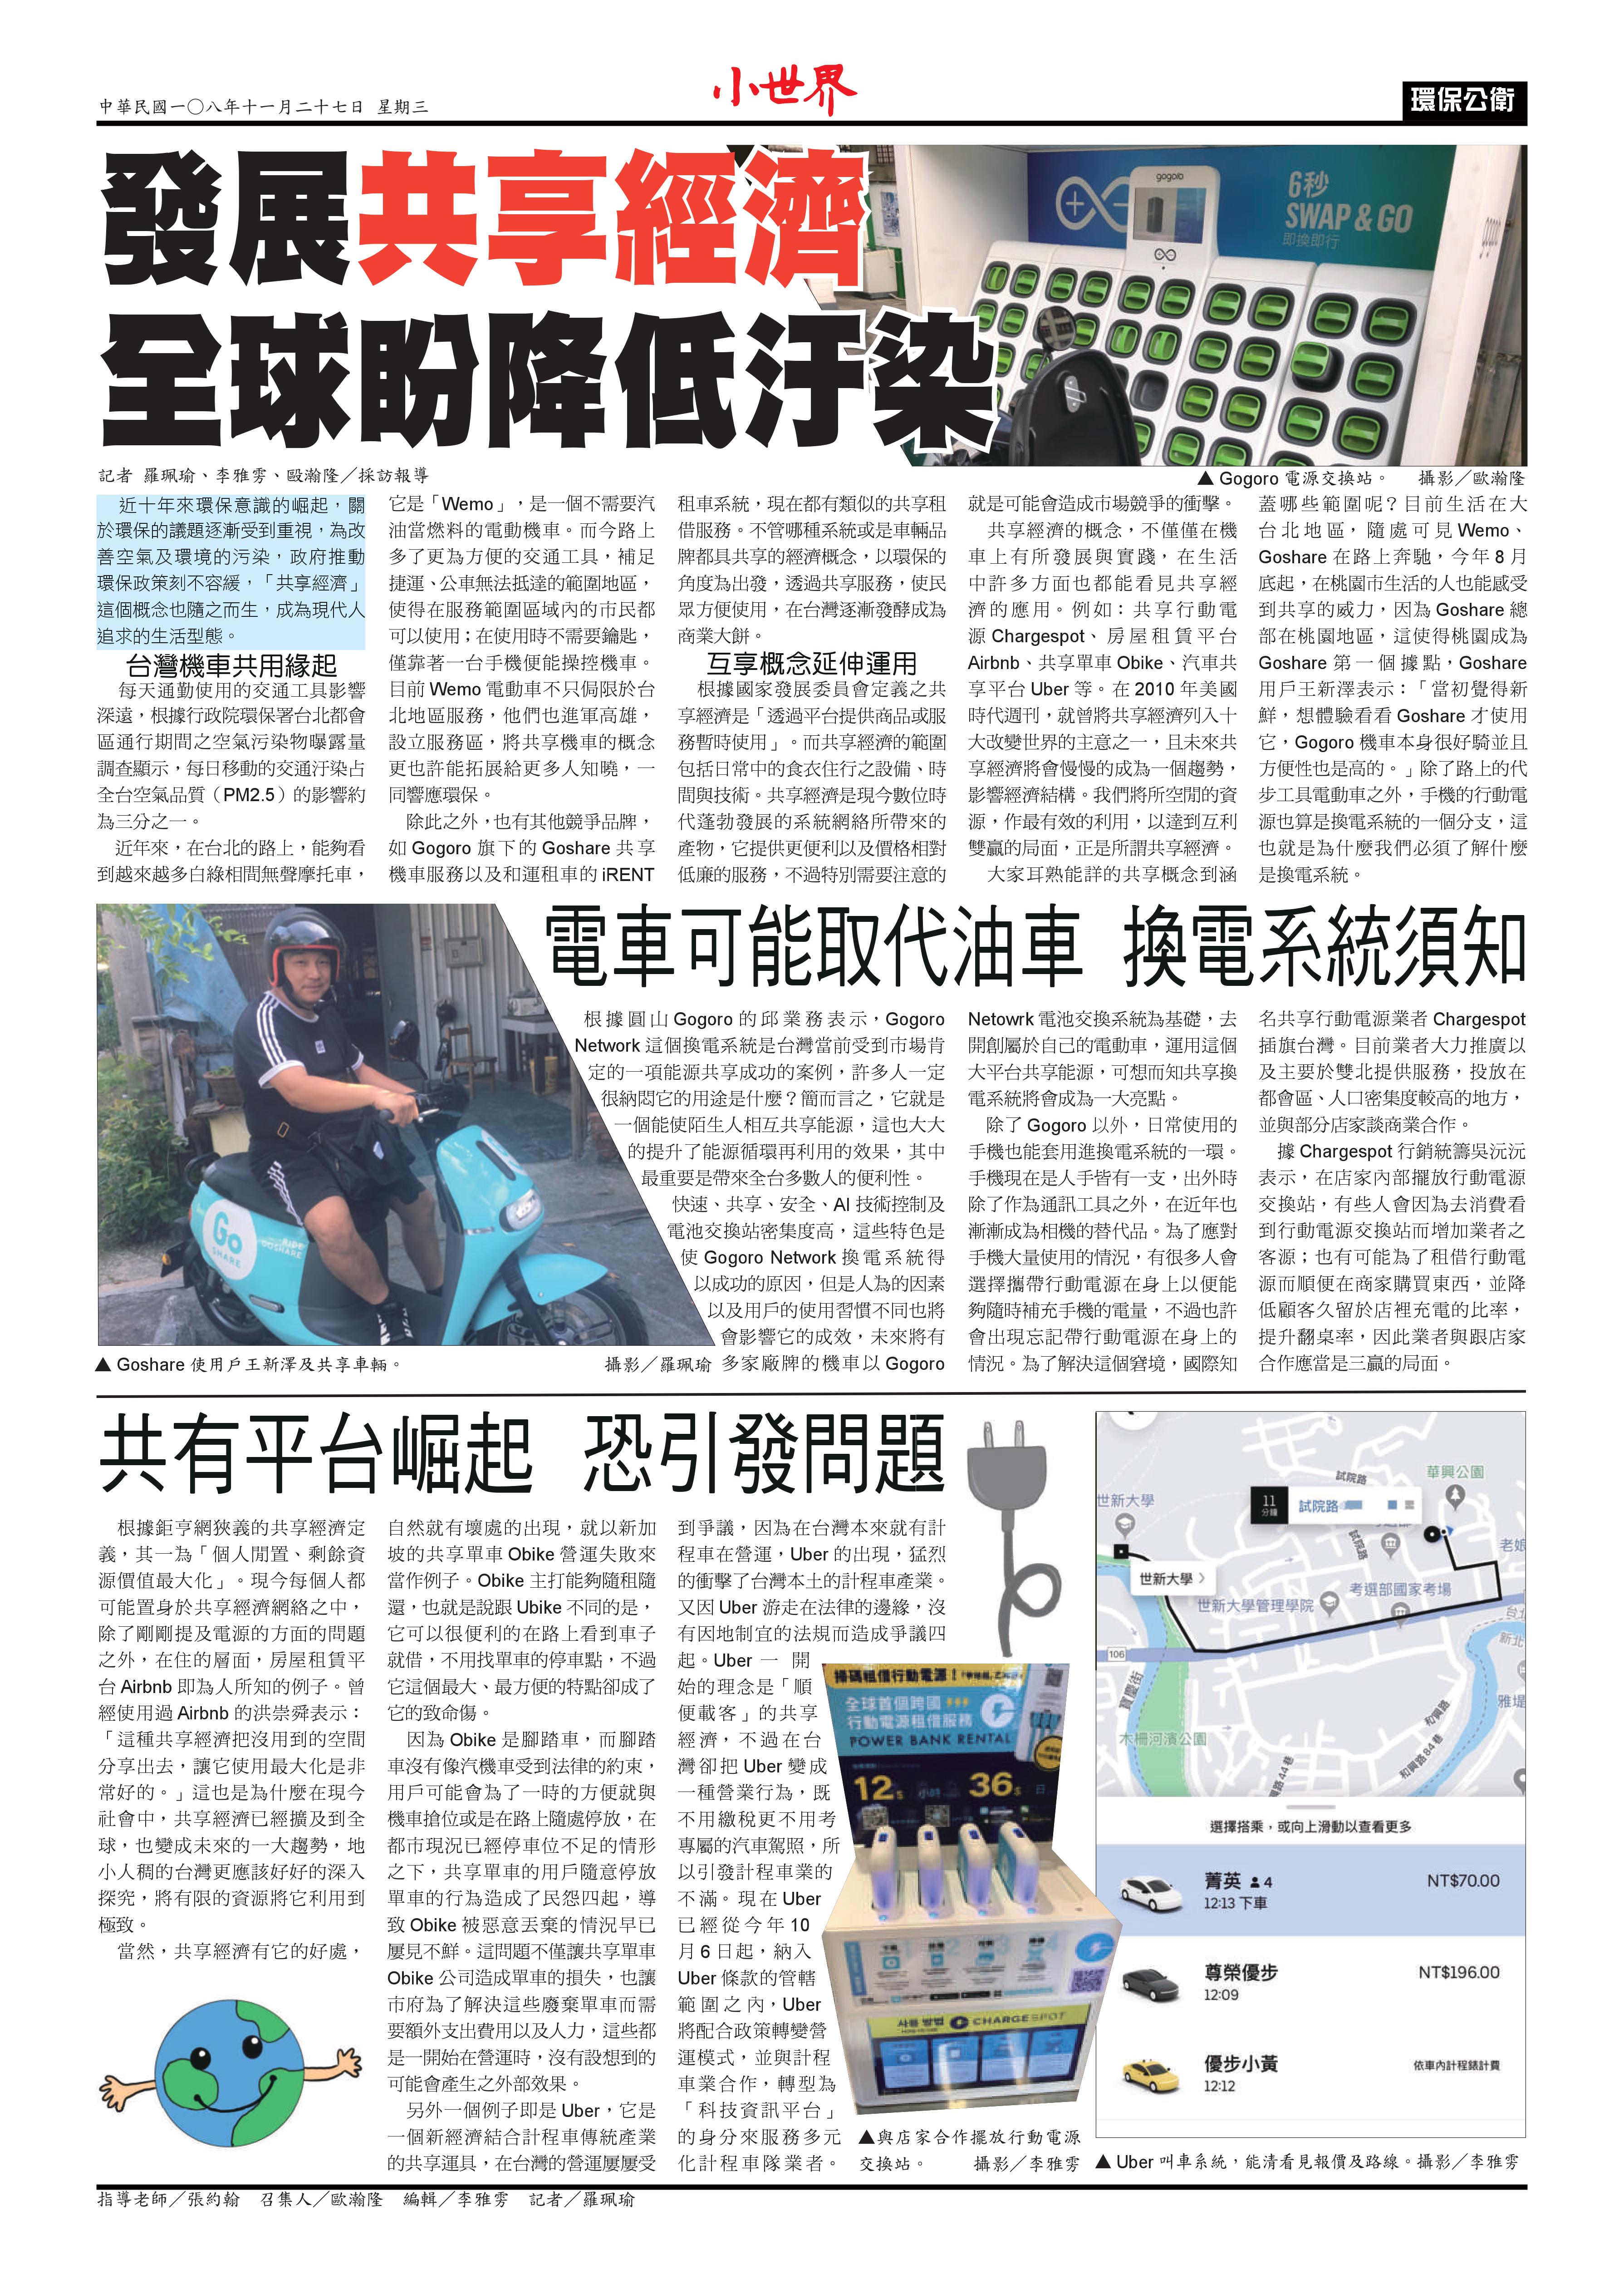 中華民國一〇八年十一月二十七日 星期三
小世界
環保公衛
發展共享經濟
全球盼降低汙染
gogoro
6秒
SWAP & GO
即換即行
記者 羅珮瑜、李雅雱、歐瀚隆／採訪報導
▲ Gogoro 電源交換站。 攝影／歐瀚隆
近十年來環保意識的崛起，關
於環保的議題逐漸受到重視，為改
善空氣及環境的污染，政府推動
環保政策刻不容緩，「共享經濟」
這個概念也隨之而生，成為現代人
追求的生活型態。
台灣機車共用緣起
每天通勤使用的交通工具影響
深遠，根據行政院環保署台北都會
區通行期間之空氣污染物曝露量
調查顯示，每日移動的交通汙染占
全台空氣品質（PM2.5）的影響約
為三分之一。
近年來，在台北的路上，能夠看
到越來越多白綠相間無聲摩托車，
它是「Wemo」，是一個不需要汽
油當燃料的電動機車。而今路上
多了更為方便的交通工具，補足
捷運、公車無法抵達的範圍地區，
使得在服務範圍區域內的市民都
可以使用；在使用時不需要鑰匙，
僅靠著一台手機便能操控機車。
目前 Wemo 電動車不只侷限於台
北地區服務，他們也進軍高雄，
設立服務區，將共享機車的概念
更也許能拓展給更多人知曉，一
同響應環保。
除此之外，也有其他競爭品牌，
如 Gogoro 旗下的 Goshare 共享
機車服務以及和運租車的 iRENT
租車系統，現在都有類似的共享租
借服務。不管哪種系統或是車輛品
牌都具共享的經濟概念，以環保的
角度為出發，透過共享服務，使民
眾方便使用，在台灣逐漸發酵成為
商業大餅。
互享概念延伸運用
根據國家發展委員會定義之共
享經濟是「透過平台提供商品或服
務暫時使用」。而共享經濟的範圍
包括日常中的食衣住行之設備、時
間與技術。共享經濟是現今數位時
代蓬勃發展的系統網絡所帶來的
產物，它提供更便利以及價格相對
低廉的服務，不過特別需要注意的
就是可能會造成市場競爭的衝擊。
共享經濟的概念，不僅僅在機
車上有所發展與實踐，在生活
中許多方面也都能看見共享經
濟的應用。例如：共享行動電
源 Chargespot、房屋租賃平台
Airbnb、共享單車 Obike、汽車共
享平台 Uber 等。在 2010 年美國
時代週刊，就曾將共享經濟列入十
大改變世界的主意之一，且未來共
享經濟將會慢慢的成為一個趨勢，
影響經濟結構。我們將所空閒的資
源，作最有效的利用，以達到互利
雙贏的局面，正是所謂共享經濟。
大家耳熟能詳的共享概念到涵
蓋哪些範圍呢？目前生活在大
台北地區，隨處可見 Wemo、
Goshare 在路上奔馳，今年 8 月
底起，在桃園市生活的人也能感受
到共享的威力，因為 Goshare 總
部在桃園地區，這使得桃園成為
Goshare 第一個據點，Goshare
用戶王新澤表示：「當初覺得新
鮮，想體驗看看 Goshare 才使用
它，Gogoro 機車本身很好騎並且
方便性也是高的。」除了路上的代
步工具電動車之外，手機的行動電
源也算是換電系統的一個分支，這
也就是為什麼我們必須了解什麼
是換電系統。
電車可能取代油車 換電系統須知
Go
SHARE
RIDE
GOSHARE
▲ Goshare 使用戶王新澤及共享車輛。 攝影／羅珮瑜
根據圓山 Gogoro 的邱業務表示，Gogoro
Network 這個換電系統是台灣當前受到市場肯
定的一項能源共享成功的案例，許多人一定
很納悶它的用途是什麼？簡而言之，它就是
一個能使陌生人相互共享能源，這也大大
的提升了能源循環再利用的效果，其中
最重要是帶來全台多數人的便利性。
快速、共享、安全、AI 技術控制及
電池交換站密集度高，這些特色是
使 Gogoro Network 換電系統得
以成功的原因，但是人為的因素
以及用戶的使用習慣不同也將
會影響它的成效，未來將有
多家廠牌的機車以 Gogoro
Netowrk 電池交換系統為基礎，去
開創屬於自己的電動車，運用這個
大平台共享能源，可想而知共享換
電系統將會成為一大亮點。
除了 Gogoro 以外，日常使用的
手機也能套用進換電系統的一環。
手機現在是人手皆有一支，出外時
除了作為通訊工具之外，在近年也
漸漸成為相機的替代品。為了應對
手機大量使用的情況，有很多人會
選擇攜帶行動電源在身上以便能
夠隨時補充手機的電量，不過也許
會出現忘記帶行動電源在身上的
情況。為了解決這個窘境，國際知
名共享行動電源業者 Chargespot
插旗台灣。目前業者大力推廣以
及主要於雙北提供服務，投放在
都會區、人口密集度較高的地方，
並與部分店家談商業合作。
據 Chargespot 行銷統籌吳沅沅
表示，在店家內部擺放行動電源
交換站，有些人會因為去消費看
到行動電源交換站而增加業者之
客源；也有可能為了租借行動電
源而順便在商家購買東西，並降
低顧客久留於店裡充電的比率，
提升翻桌率，因此業者與跟店家
合作應當是三贏的局面。
共有平台崛起 恐引發問題
根據鉅亨網狹義的共享經濟定
義，其一為「個人閒置、剩餘資
源價值最大化」。現今每個人都
可能置身於共享經濟網絡之中，
除了剛剛提及電源的方面的問題
之外，在住的層面，房屋租賃平
台 Airbnb 即為人所知的例子。曾
經使用過 Airbnb 的洪崇舜表示：
「這種共享經濟把沒用到的空間
分享出去，讓它使用最大化是非
常好的。」這也是為什麼在現今
社會中，共享經濟已經擴及到全
球，也變成未來的一大趨勢，地
小人稠的台灣更應該好好的深入
探究，將有限的資源將它利用到
極致。
當然，共享經濟有它的好處，
自然就有壞處的出現，就以新加
坡的共享單車 Obike 營運失敗來
當作例子。Obike 主打能夠隨租隨
還，也就是說跟 Ubike 不同的是，
它可以很便利的在路上看到車子
就借，不用找單車的停車點，不過
它這個最大、最方便的特點卻成了
它的致命傷。
因為 Obike 是腳踏車，而腳踏
車沒有像汽機車受到法律的約束，
用戶可能會為了一時的方便就與
機車搶位或是在路上隨處停放，在
都市現況已經停車位不足的情形
之下，共享單車的用戶隨意停放
單車的行為造成了民怨四起，導
致 Obike 被惡意丟棄的情況早已
屢見不鮮。這問題不僅讓共享單車
Obike 公司造成單車的損失，也讓
市府為了解決這些廢棄單車而需
要額外支出費用以及人力，這些都
是一開始在營運時，沒有設想到的
可能會產生之外部效果。
另外一個例子即是 Uber，它是
一個新經濟結合計程車傳統產業
的共享運具，在台灣的營運屢屢受
到爭議，因為在台灣本來就有計
程車在營運，Uber 的出現，猛烈
的衝擊了台灣本土的計程車產業。
又因 Uber 游走在法律的邊緣，沒
有因地制宜的法規而造成爭議四
起。Uber 一開
始的理念是「順
便載客」的共享
經濟，不過在台
灣卻把 Uber 變成
一種營業行為，既
不用繳稅更不用考
專屬的汽車駕照，所
以引發計程車業的
不滿。現在 Uber
已經從今年 10
月 6 日起，納入
Uber 條款的管轄
範圍之內，Uber
將配合政策轉變營
運模式，並與計程
車業合作，轉型為
「科技資訊平台」
的身分來服務多元
化計程車隊業者。
掃碼租借行動電源！
全球首個跨國
行動電源租借服務
POWER BANK RENTAL
12 小時 36 日
사용 방법
CHARGESPOT
▲與店家合作擺放行動電源
交換站。 攝影／李雅雱
試院路
華興公園
世新大學
11
分鐘
試院路
試院路
老娘
世新大學
考選部國家考場
世新大學管理學院
106
寶慶街
木柵河濱公園
雅堤
和興路
和興路 84 巷
興路 44 巷
選擇搭乘，或向上滑動以查看更多
菁英 4
NT$70.00
12:13 下車
尊榮優步
NT$196.00
12:09
優步小黃
依車內計程錶計費
12:12
▲ Uber 叫車系統，能清看見報價及路線。攝影／李雅雱
指導老師／張約翰 召集人／歐瀚隆 編輯／李雅雱 記者／羅珮瑜